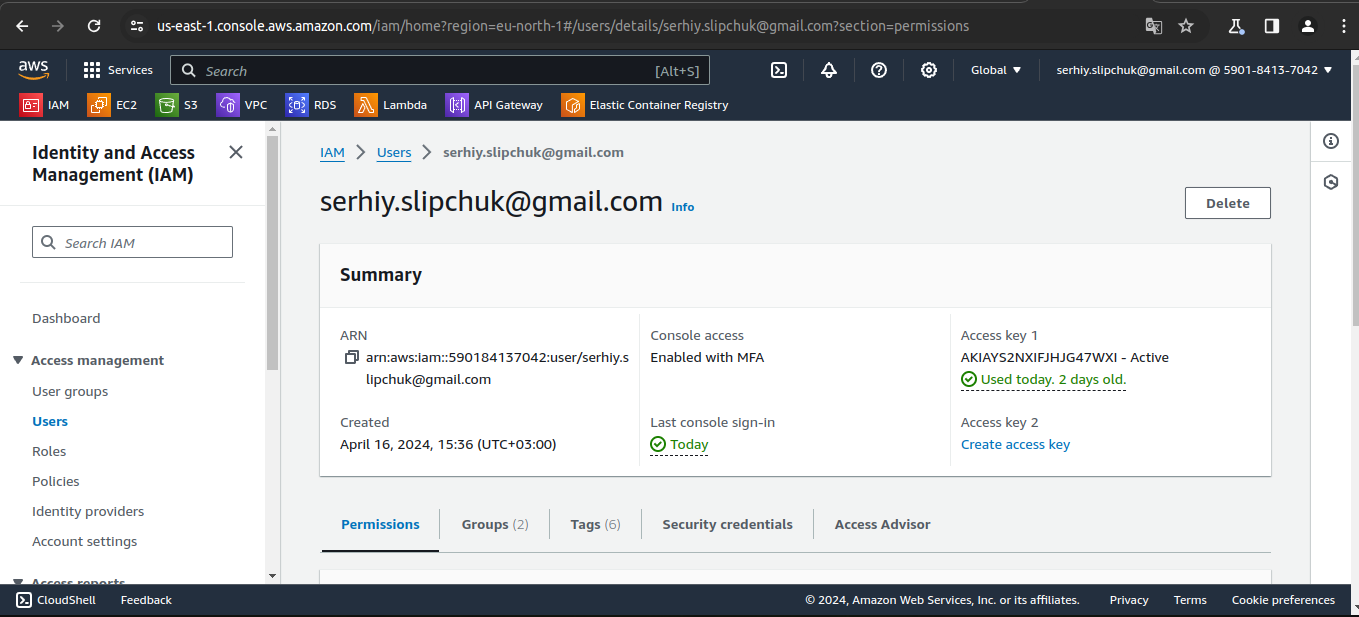 us-east-1.console.aws.amazon.com/iam/home?region=eu-north-1#/users/details/serhiy.slipchuk@gmail.com?section=permissions
aws Services Search [Alt+S] Global serhiy.slipchuk@gmail.com @ 5901-8413-7042
IAM EC2 S3 VPC RDS Lambda API Gateway Elastic Container Registry
Identity and Access
Management (IAM)
Search IAM
Dashboard
Access management
User groups
Users
Roles
Policies
Identity providers
Account settings
Access reports
IAM > Users > serhiy.slipchuk@gmail.com
serhiy.slipchuk@gmail.com Info
Delete
Summary
ARN
arn:aws:iam::590184137042:user/serhiy.s
lipchuk@gmail.com
Console access
Enabled with MFA
Access key 1
AKIAYS2NXIFJHJG47WXI - Active
Used today. 2 days old.
Created
April 16, 2024, 15:36 (UTC+03:00)
Last console sign-in
Today
Access key 2
Create access key
Permissions Groups (2) Tags (6) Security credentials Access Advisor
CloudShell Feedback © 2024, Amazon Web Services, Inc. or its affiliates. Privacy Terms Cookie preferences